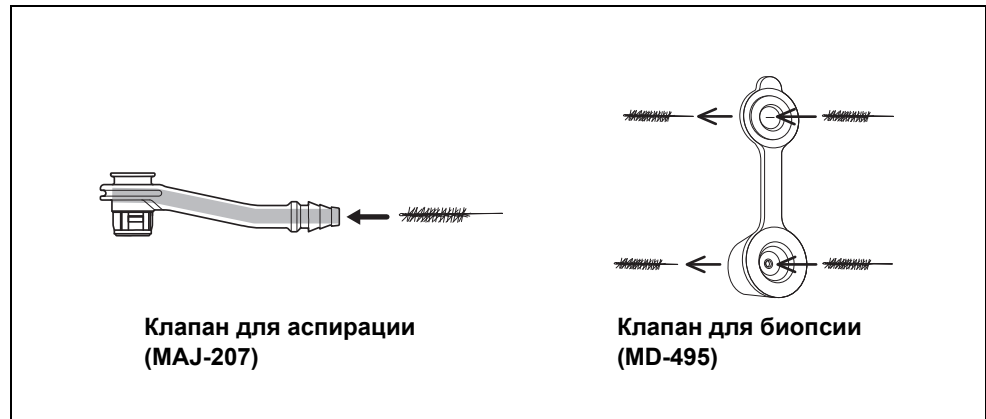 Клапан для аспирации
(MAJ-207)
Клапан для биопсии
(MD-495)